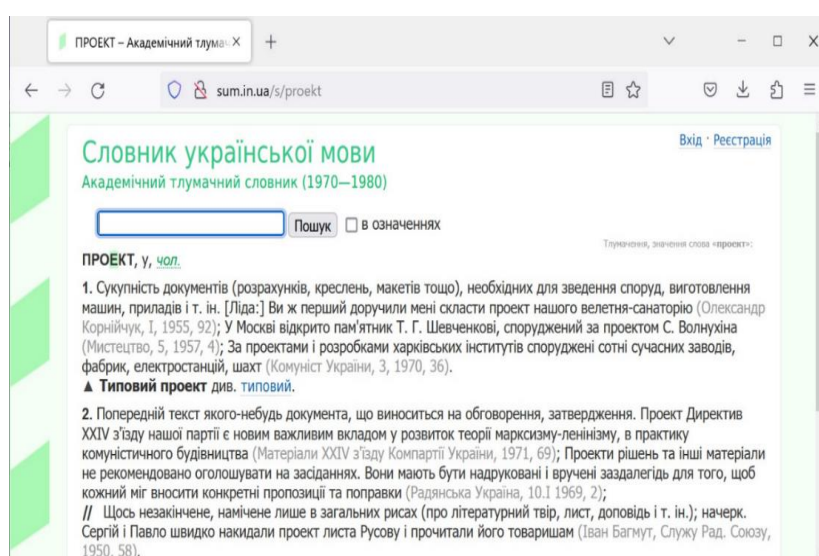 ПРОЕКТ – Академічний тлумач
sum.in.ua/s/proekt
Словник української мови
Вхід · Реєстрація
Академічний тлумачний словник (1970—1980)
Пошук в означеннях
Тлумачення, значення слова «проект»:
ПРОЕКТ, у, чол.
1. Сукупність документів (розрахунків, креслень, макетів тощо), необхідних для зведення споруд, виготовлення
машин, приладів і т. ін. [Ліда:] Ви ж перший доручили мені скласти проект нашого велетня-санаторію (Олександр
Корнійчук, I, 1955, 92); У Москві відкрито пам'ятник Т. Г. Шевченкові, споруджений за проектом С. Волнухіна
(Мистецтво, 5, 1957, 4); За проектами і розробками харківських інститутів споруджені сотні сучасних заводів,
фабрик, електростанцій, шахт (Комуніст України, 3, 1970, 36).
▲ Типовий проект див. типовий.
2. Попередній текст якого-небудь документа, що виноситься на обговорення, затвердження. Проект Директив
XXIV з'їзду нашої партії є новим важливим вкладом у розвиток теорії марксизму-ленінізму, в практику
комуністичного будівництва (Матеріали XXIV з'їзду Компартії України, 1971, 69); Проекти рішень та інші матеріали
не рекомендовано оголошувати на засіданнях. Вони мають бути надруковані і вручені заздалегідь для того, щоб
кожний міг вносити конкретні пропозиції та поправки (Радянська Україна, 10.I 1969, 2);
// Щось незакінчене, намічене лише в загальних рисах (про літературний твір, лист, доповідь і т. ін.); начерк.
Сергій і Павло швидко накидали проект листа Русову і прочитали його товаришам (Іван Багмут, Служу Рад. Союзу,
1950, 58).